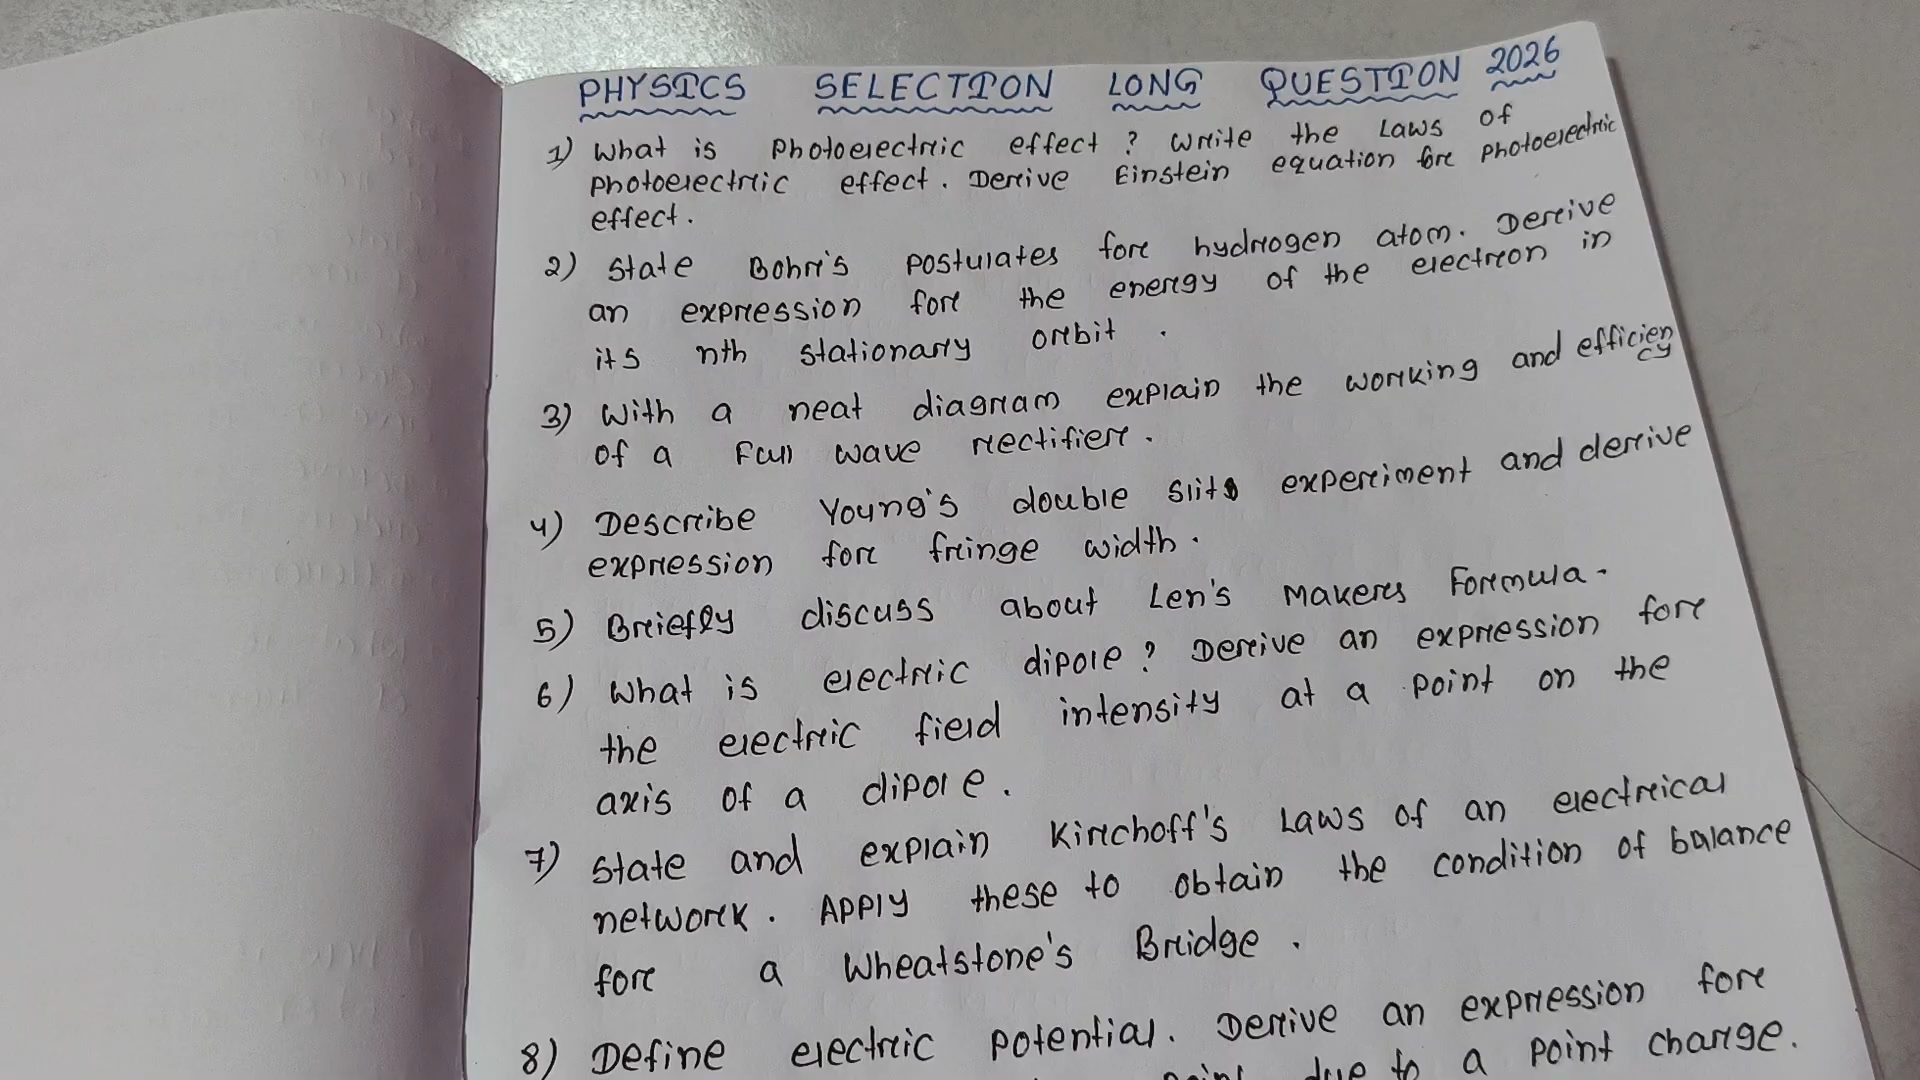 PHYSICS SELECTION LONG QUESTION 2026
1) What is Photoelectric effect ? Write the Laws of
Photoelectric effect. Derive Einstein equation for Photoelectric
effect.
2) State Bohr's Postulates for hydrogen atom. Derive
an expression for the energy of the electron in
its nth stationary orbit .
3) With a neat diagram explain the working and efficiency
of a Full wave rectifier.
4) Describe Young's double slits experiment and derive
expression for fringe width.
5) Briefly discuss about Len's Makers Formula.
6) What is electric dipole ? Derive an expression for
the electric field intensity at a point on the
axis of a dipole.
7) State and explain Kirchoff's Laws of an electrical
network. Apply these to obtain the condition of balance
for a Wheatstone's Bridge .
8) Define electric Potential. Derive an expression for
point due to a Point charge.